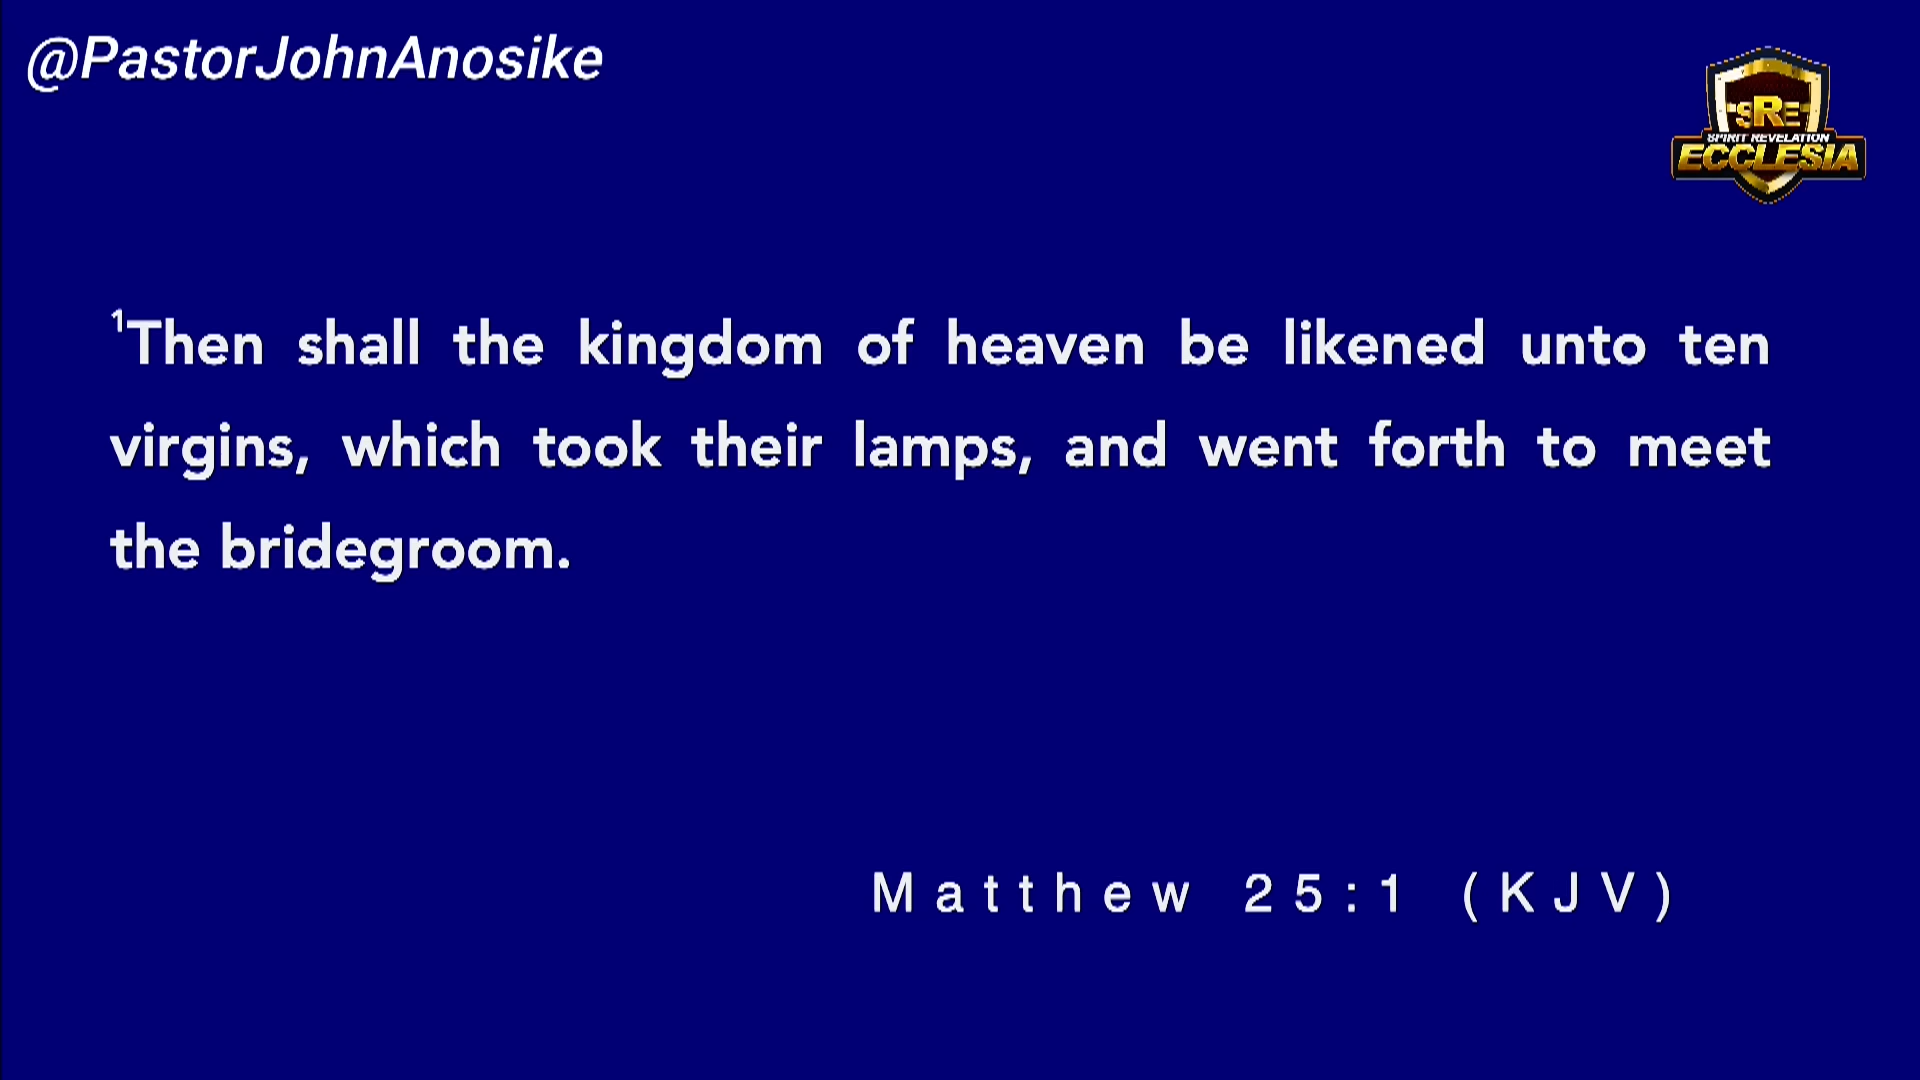 @PastorJohnAnosike
SRE
SPIRIT REVELATION
ECCLESIA
1Then shall the kingdom of heaven be likened unto ten
virgins, which took their lamps, and went forth to meet
the bridegroom.
Matthew 25:1 (KJV)